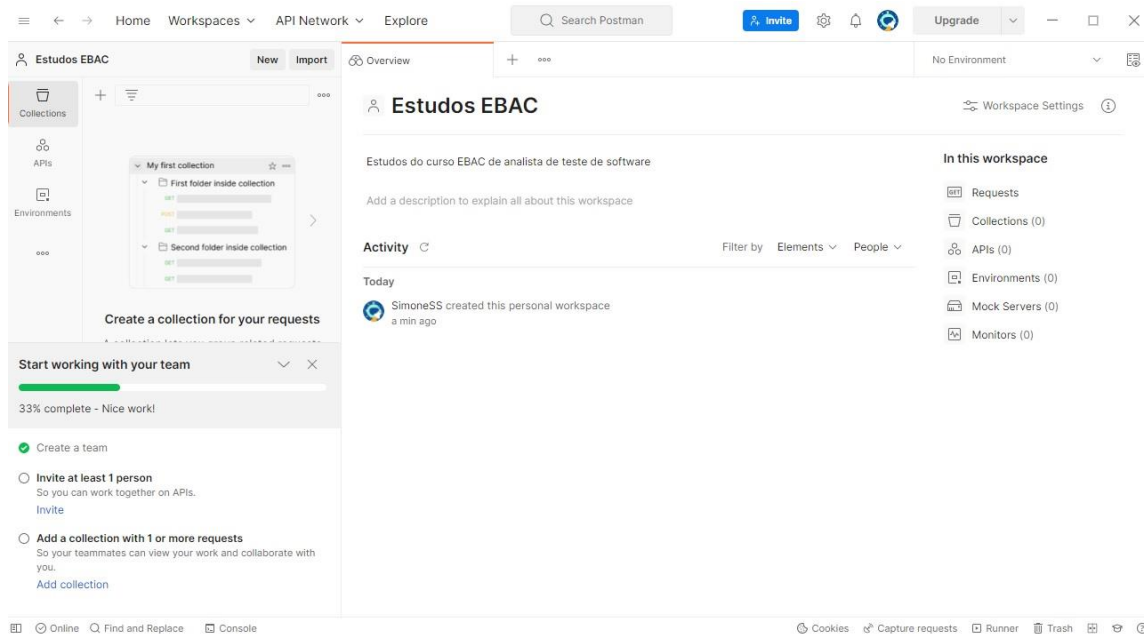 Home Workspaces API Network Explore Search Postman Invite Upgrade
Estudos EBAC New Import Overview No Environment
Collections
APIs
Environments
My first collection
First folder inside collection
GET
POST
GET
Second folder inside collection
GET
GET
Create a collection for your requests
Start working with your team
33% complete - Nice work!
Create a team
Invite at least 1 person
So you can work together on APIs.
Invite
Add a collection with 1 or more requests
So your teammates can view your work and collaborate with
you.
Add collection
Estudos EBAC
Workspace Settings
Estudos do curso EBAC de analista de teste de software
Add a description to explain all about this workspace
Activity Filter by Elements People
Today
SimoneSS created this personal workspace
a min ago
In this workspace
GET Requests
Collections (0)
APIs (0)
Environments (0)
Mock Servers (0)
Monitors (0)
Online Find and Replace Console Cookies Capture requests Runner Trash